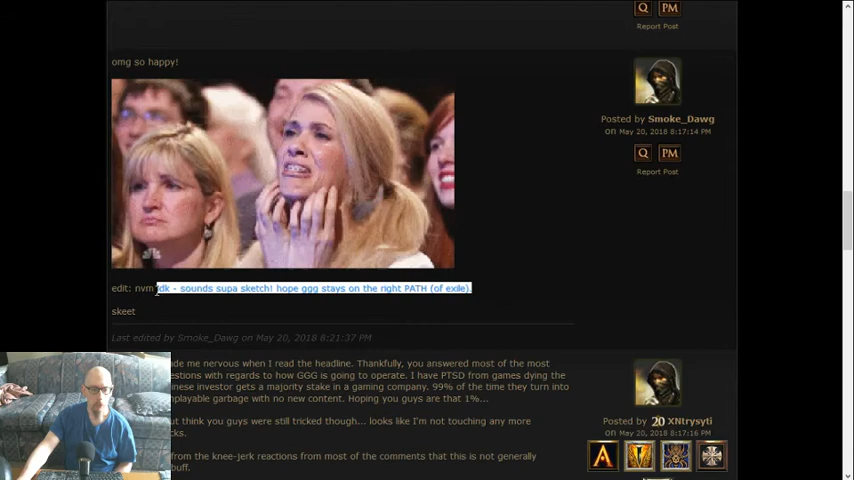 Q PM
Report Post
omg so happy!
Posted by Smoke_Dawg
on May 20, 2018 8:17:14 PM
Q PM
Report Post
edit: nvm idk - sounds supa sketch! hope ggg stays on the right PATH (of exile).
skeet
Last edited by Smoke_Dawg on May 20, 2018 8:21:37 PM
de me nervous when I read the headline. Thankfully, you answered most of the most
estions with regards to how GGG is going to operate. I have PTSD from games dying the
inese investor gets a majority stake in a gaming company. 99% of the time they turn into
playable garbage with no new content. Hoping you guys are that 1%...
ut think you guys were still tricked though... looks like I'm not touching any more
cks.
from the knee-jerk reactions from most of the comments that this is not generally
buff.
Posted by 20 XNtrysyti
on May 20, 2018 8:17:16 PM